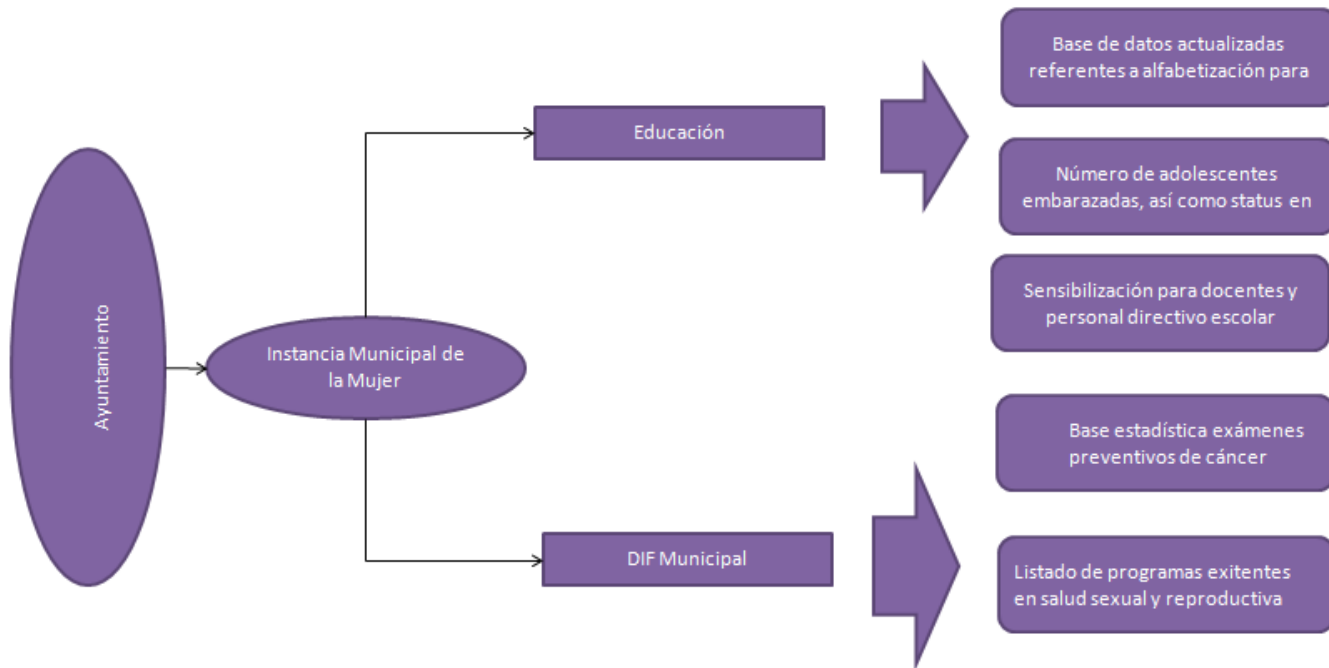 Base de datos actualizadas
referentes a alfabetización para
Educación
Número de adolescentes
embarazadas, así como status en
Sensibilización para docentes y
personal directivo escolar
Ayuntamiento
Instancia Municipal de
la Mujer
Base estadística exámenes
preventivos de cáncer
DIF Municipal
Listado de programas exitentes
en salud sexual y reproductiva